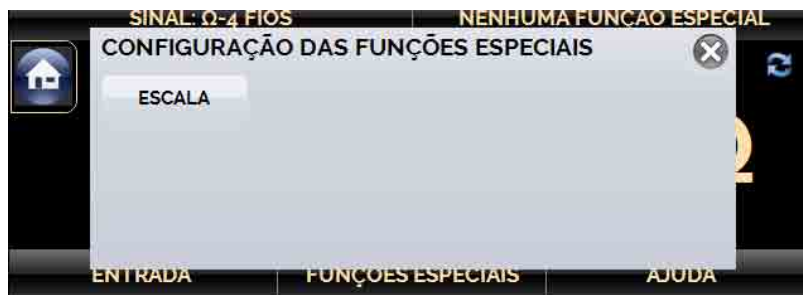 SINAL: Ω-4 FIOS NENHUMA FUNÇÃO ESPECIAL
CONFIGURAÇÃO DAS FUNÇÕES ESPECIAIS
ESCALA
Ω
ENTRADA FUNÇÕES ESPECIAIS AJUDA